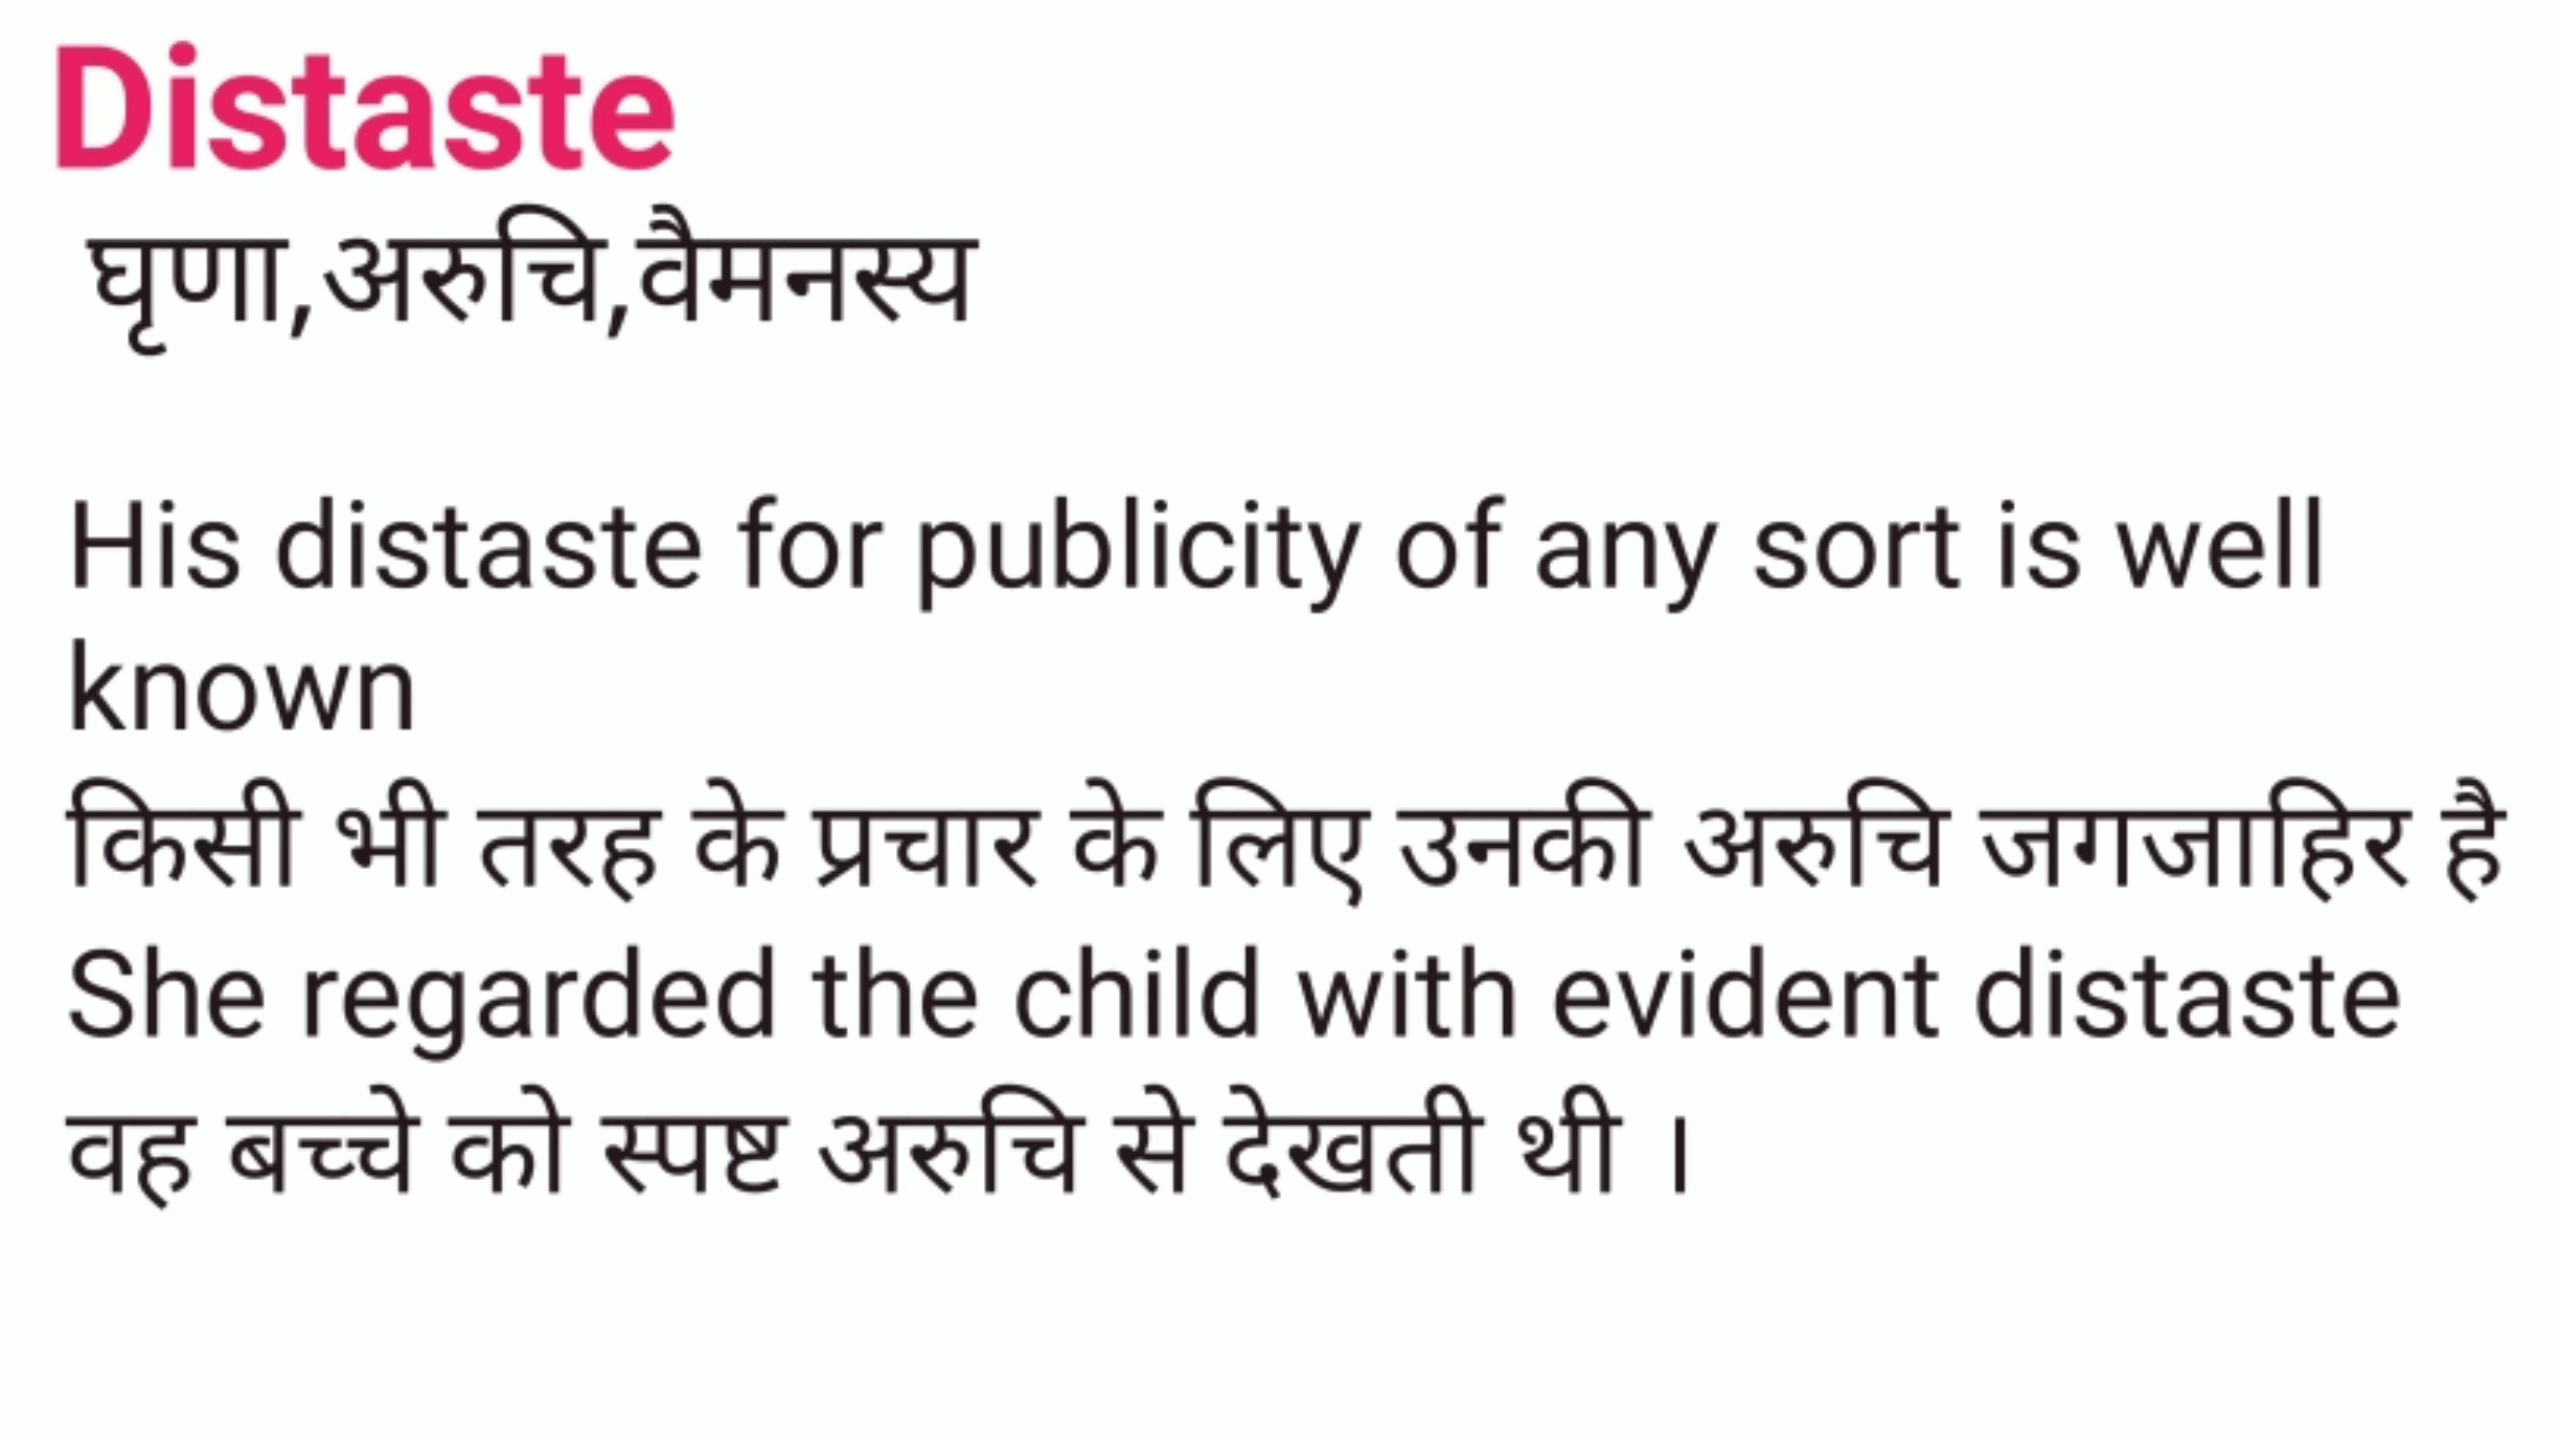 Distaste
घृणा,अरुचि,वैमनस्य
His distaste for publicity of any sort is well
known
किसी भी तरह के प्रचार के लिए उनकी अरुचि जगजाहिर है
She regarded the child with evident distaste
वह बच्चे को स्पष्ट अरुचि से देखती थी ।